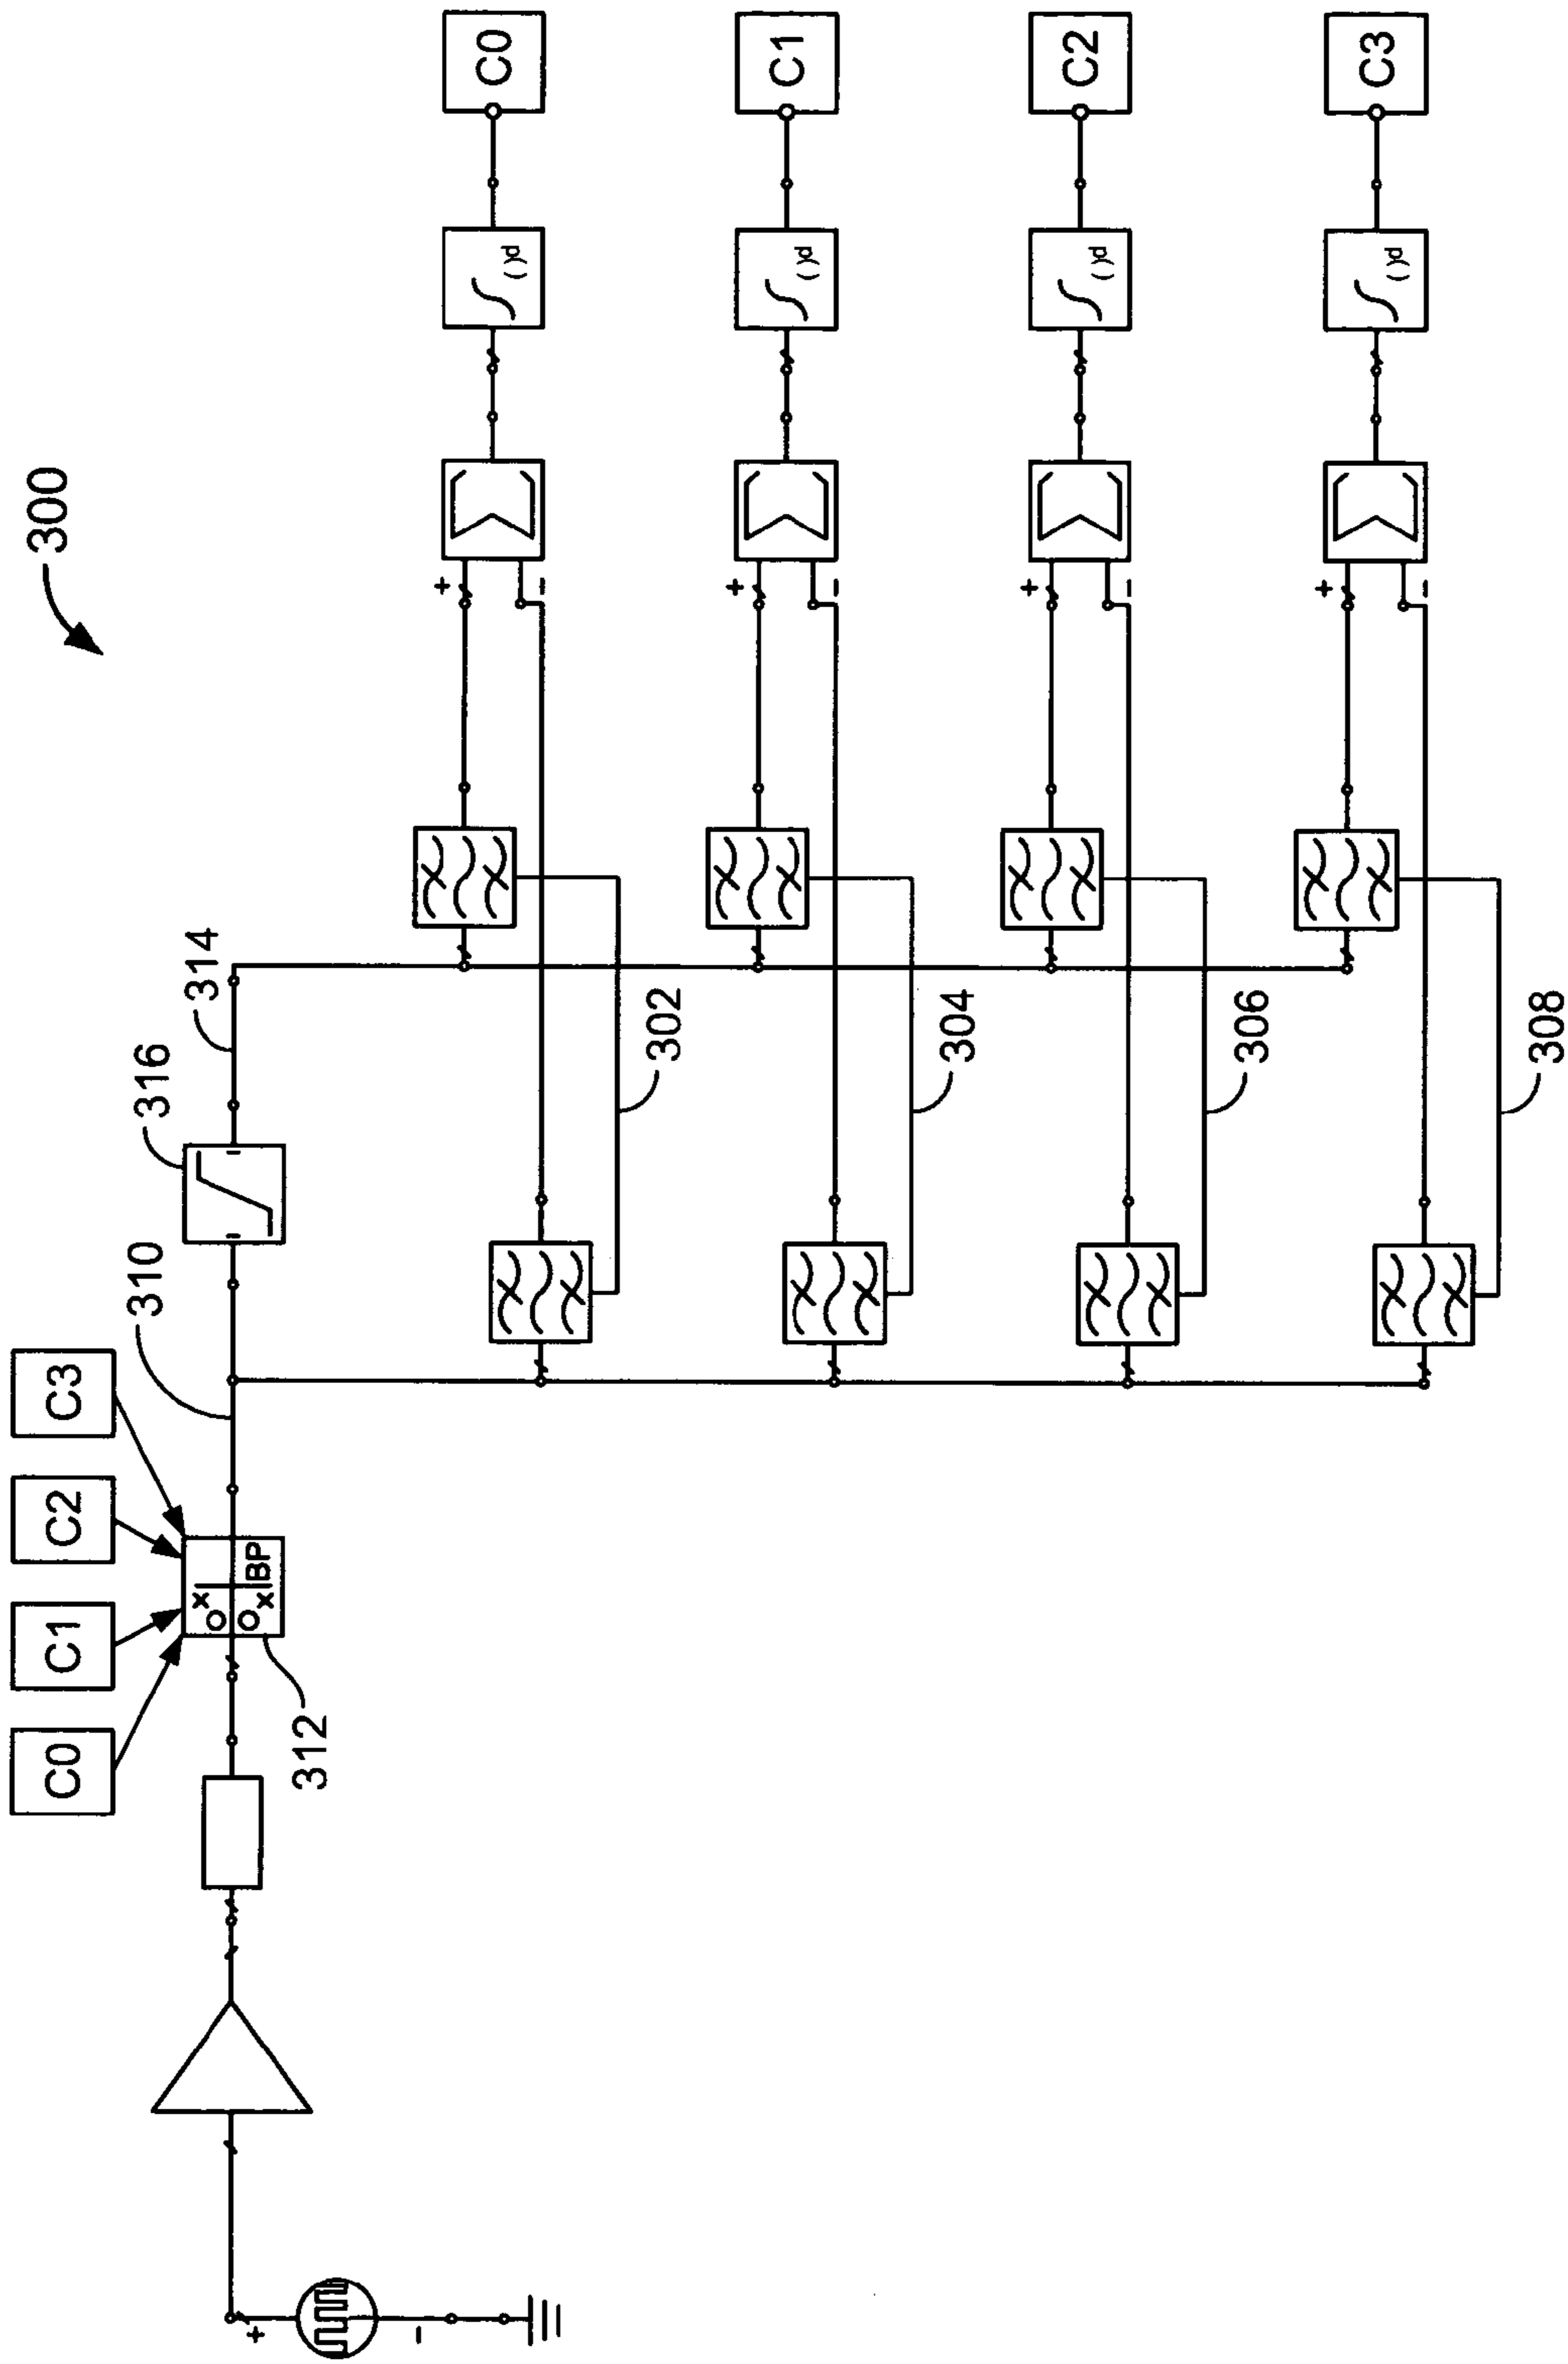 300
C0
C1
C2
C3
312
BP
310
316
314
+
-
C0
302
+
-
C1
304
+
-
C2
306
+
-
C3
308
+
-
∫()d
∫()d
∫()d
∫()d